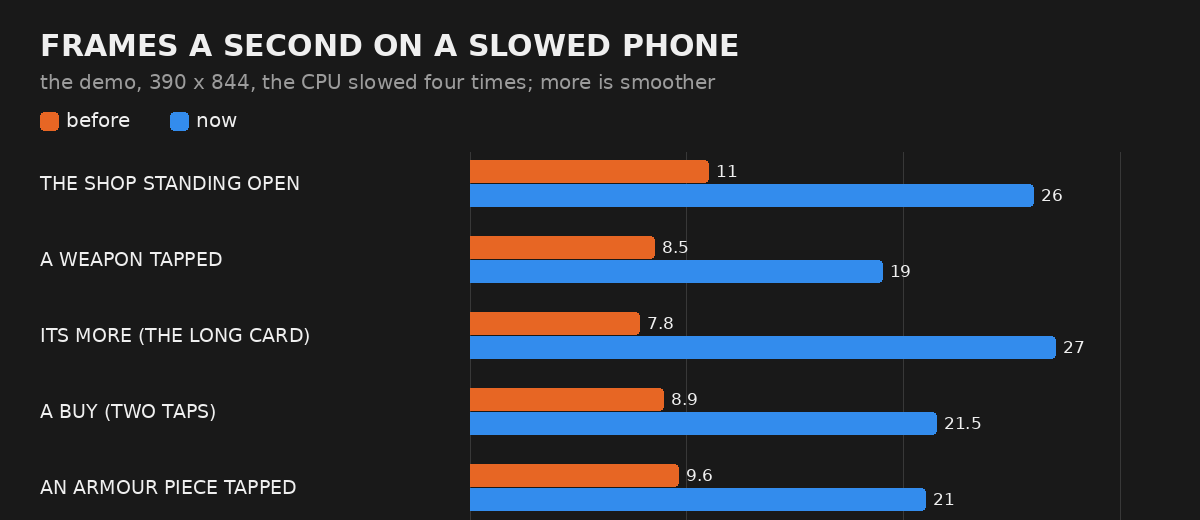 FRAMES A SECOND ON A SLOWED PHONE
the demo, 390 x 844, the CPU slowed four times; more is smoother
before now
THE SHOP STANDING OPEN
11
26
A WEAPON TAPPED
8.5
19
ITS MORE (THE LONG CARD)
7.8
27
A BUY (TWO TAPS)
8.9
21.5
AN ARMOUR PIECE TAPPED
9.6
21